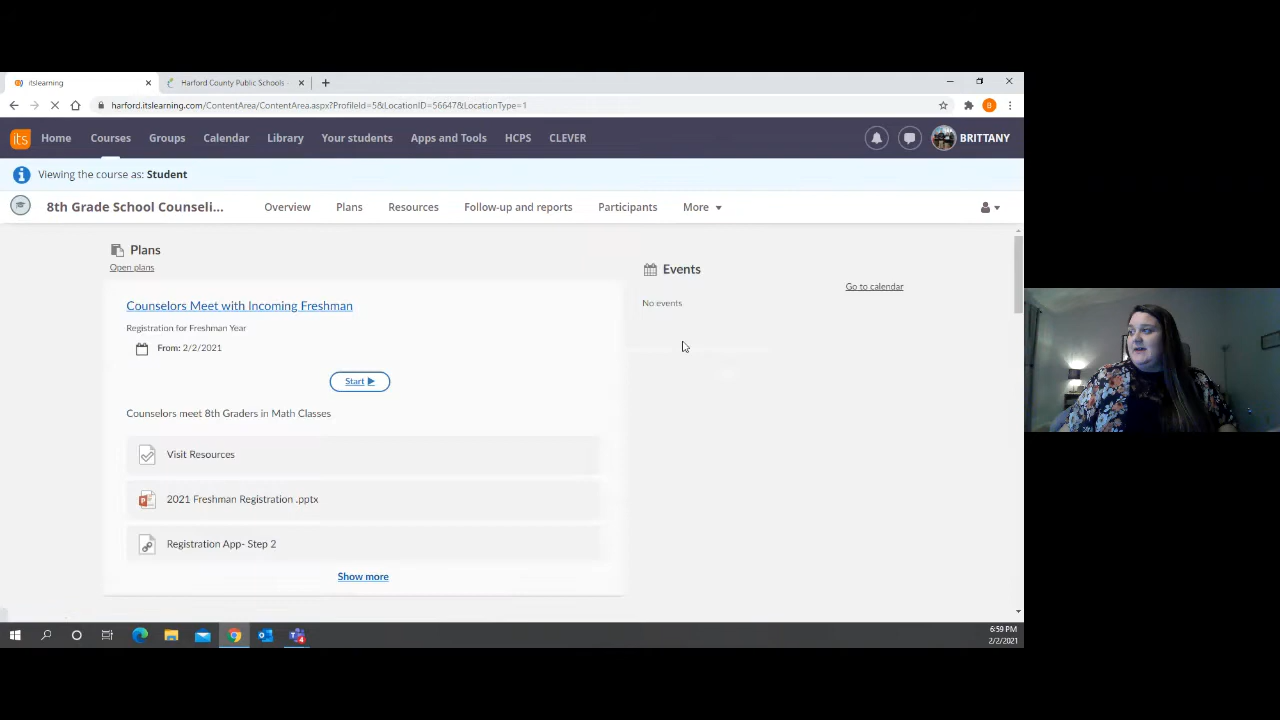 itslearning
Harford County Public Schools
harford.itslearning.com/ContentArea/ContentArea.aspx?ProfileId=5&LocationID=56647&LocationType=1
B
its Home Courses Groups Calendar Library Your students Apps and Tools HCPS CLEVER BRITTANY
Viewing the course as: Student
8th Grade School Counseli... Overview Plans Resources Follow-up and reports Participants More
Plans
Open plans
Events
Go to calendar
No events
Counselors Meet with Incoming Freshman
Registration for Freshman Year
From: 2/2/2021
Start
Counselors meet 8th Graders in Math Classes
Visit Resources
2021 Freshman Registration .pptx
Registration App- Step 2
Show more
6:59 PM
2/2/2021